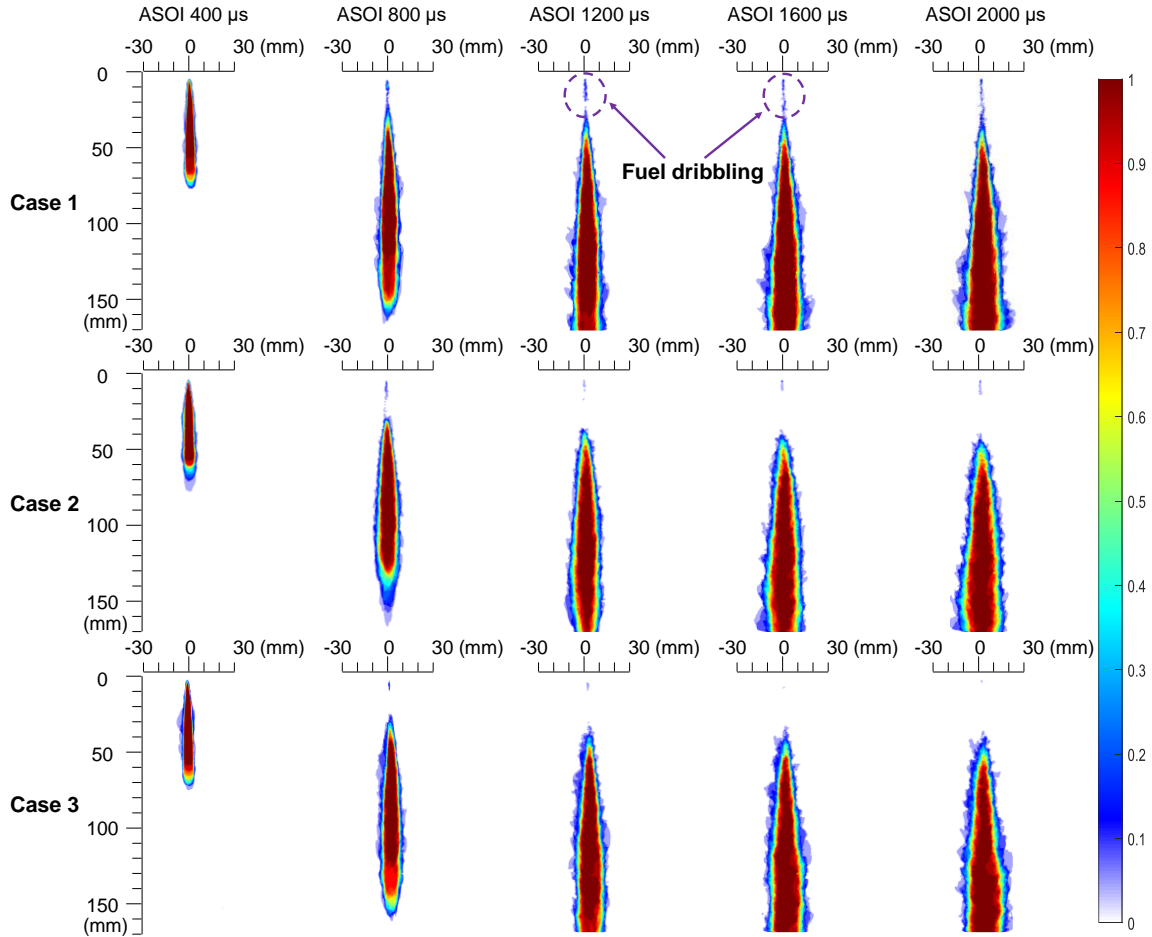 ASOI 400 µs ASOI 800 µs ASOI 1200 µs ASOI 1600 µs ASOI 2000 µs
-30 0 30 (mm) -30 0 30 (mm) -30 0 30 (mm) -30 0 30 (mm) -30 0 30 (mm)
0
50
Fuel dribbling
Case 1
100
150
(mm)
-30 0 30 (mm) -30 0 30 (mm) -30 0 30 (mm) -30 0 30 (mm) -30 0 30 (mm)
0
50
Case 2
100
150
(mm)
-30 0 30 (mm) -30 0 30 (mm) -30 0 30 (mm) -30 0 30 (mm) -30 0 30 (mm)
0
50
Case 3
100
150
(mm)
1
0.9
0.8
0.7
0.6
0.5
0.4
0.3
0.2
0.1
0